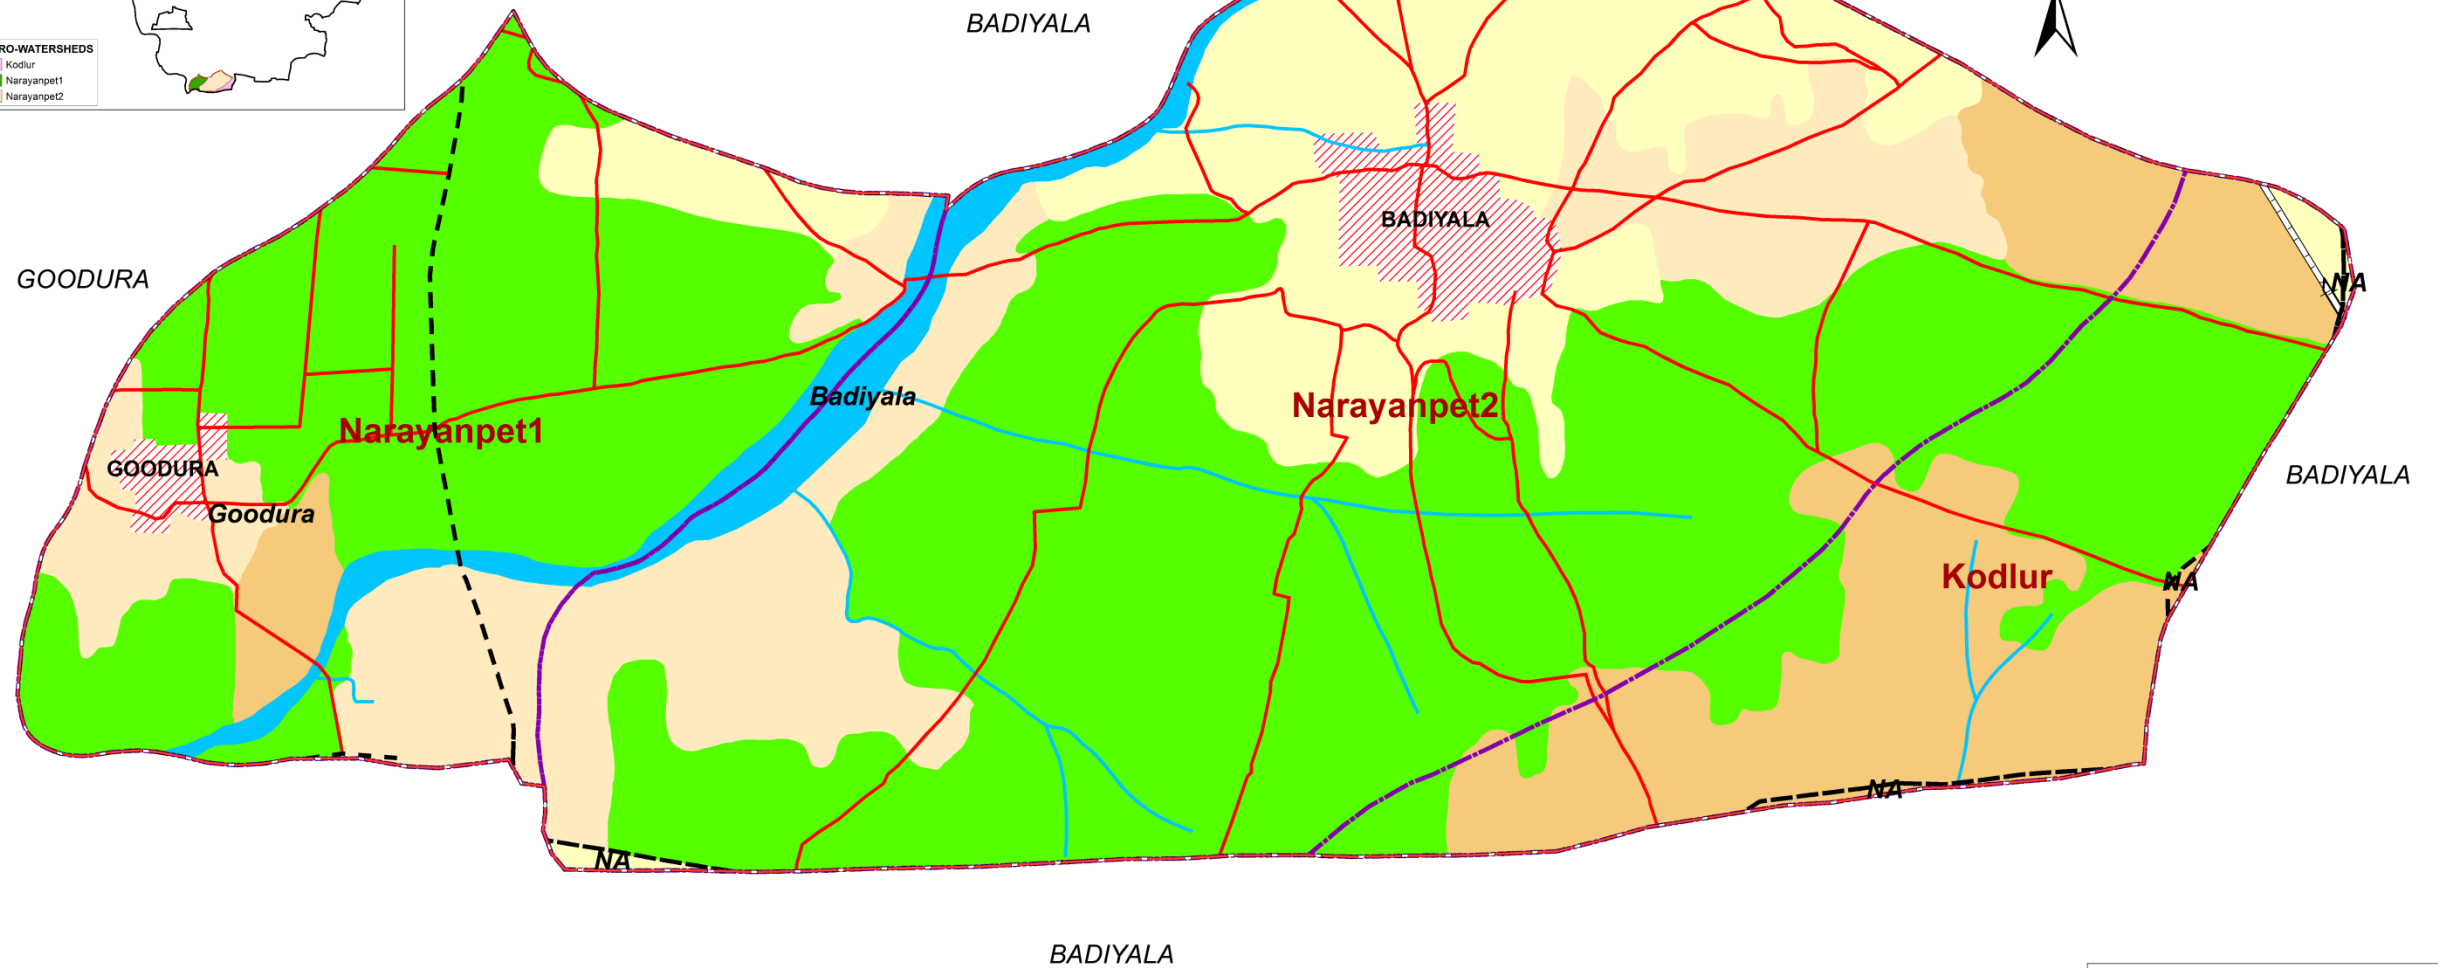 BADIYALA
RO-WATERSHEDS
Kodlur
Narayanpet1
Narayanpet2
BADIYALA
GOODURA
NA
Badiyala
Narayanpet2
Narayanpet1
GOODURA
BADIYALA
Goodura
Kodlur
NA
NA
NA
BADIYALA